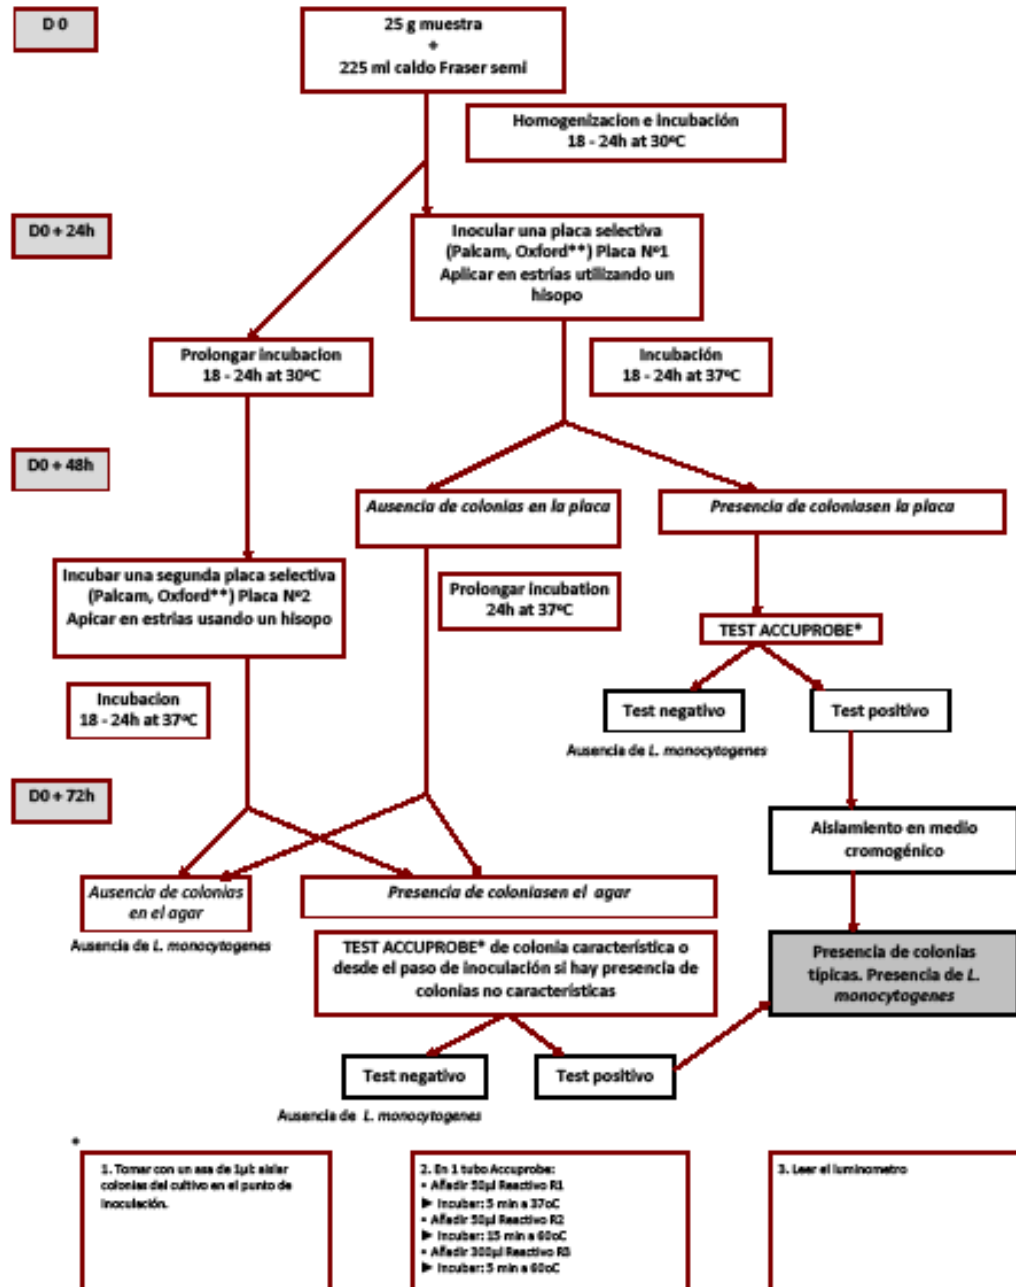 D 0
25 g muestra
+
225 ml caldo Fraser semi
Homogenizacion e incubación
18 - 24h at 30ºC
D0 + 24h
Inocular una placa selectiva
(Palcam, Oxford**) Placa Nº1
Aplicar en estrías utilizando un
hisopo
Prolongar incubacion
18 - 24h at 30ºC
Incubación
18 - 24h at 37ºC
D0 + 48h
Ausencia de colonias en la placa
Presencia de coloniasen la placa
Incubar una segunda placa selectiva
(Palcam, Oxford**) Placa Nº2
Apicar en estrías usando un hisopo
Prolongar incubation
24h at 37ºC
TEST ACCUPROBE*
Incubacion
18 - 24h at 37ºC
Test negativo
Test positivo
Ausencia de L. monocytogenes
D0 + 72h
Aislamiento en medio
cromogénico
Ausencia de colonias
en el agar
Presencia de coloniasen el agar
Ausencia de L. monocytogenes
TEST ACCUPROBE* de colonia característica o
desde el paso de inoculación si hay presencia de
colonias no características
Presencia de colonias
típicas. Presencia de L.
monocytogenes
Test negativo
Test positivo
Ausencia de L. monocytogenes
*
1. Tomar con un asa de 1µl: aislar
colonias del cultivo en el punto de
inoculación.
2. En 1 tubo Accuprobe:
• Añadir 50µl Reactivo R1
► Incubar: 5 min a 37oC
• Añadir 50µl Reactivo R2
► Incubar: 15 min a 60oC
• Añadir 300µl Reactivo R3
► Incubar: 5 min a 60oC
3. Leer el luminometro